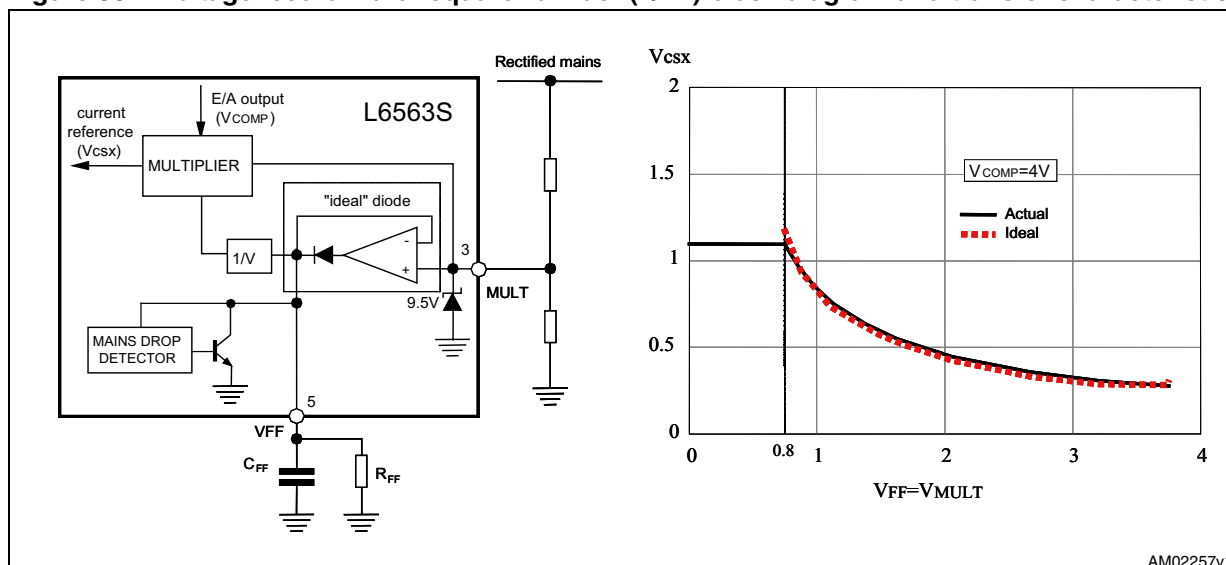 Rectified mains
L6563S
E/A output
(VCOMP)
current
reference
(Vcsx)
MULTIPLIER
"ideal" diode
1/V
-
+
3
MULT
9.5V
MAINS DROP
DETECTOR
5
VFF
CFF
RFF
Vcsx
2
1.5
1
0.5
0
VCOMP=4V
Actual
Ideal
0
0.8
1
2
3
4
VFF=VMULT